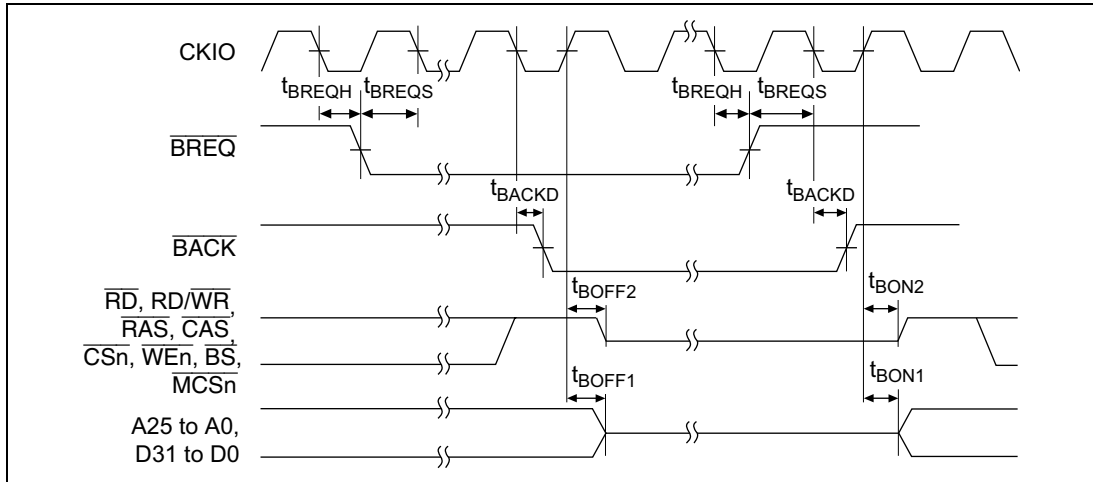 CKIO
tBREQH tBREQS tBREQH tBREQS
BREQ
tBACKD tBACKD
BACK
RD, RD/WR,
RAS, CAS,
CSn, WEn, BS,
MCSn
tBOFF2 tBON2
tBOFF1 tBON1
A25 to A0,
D31 to D0